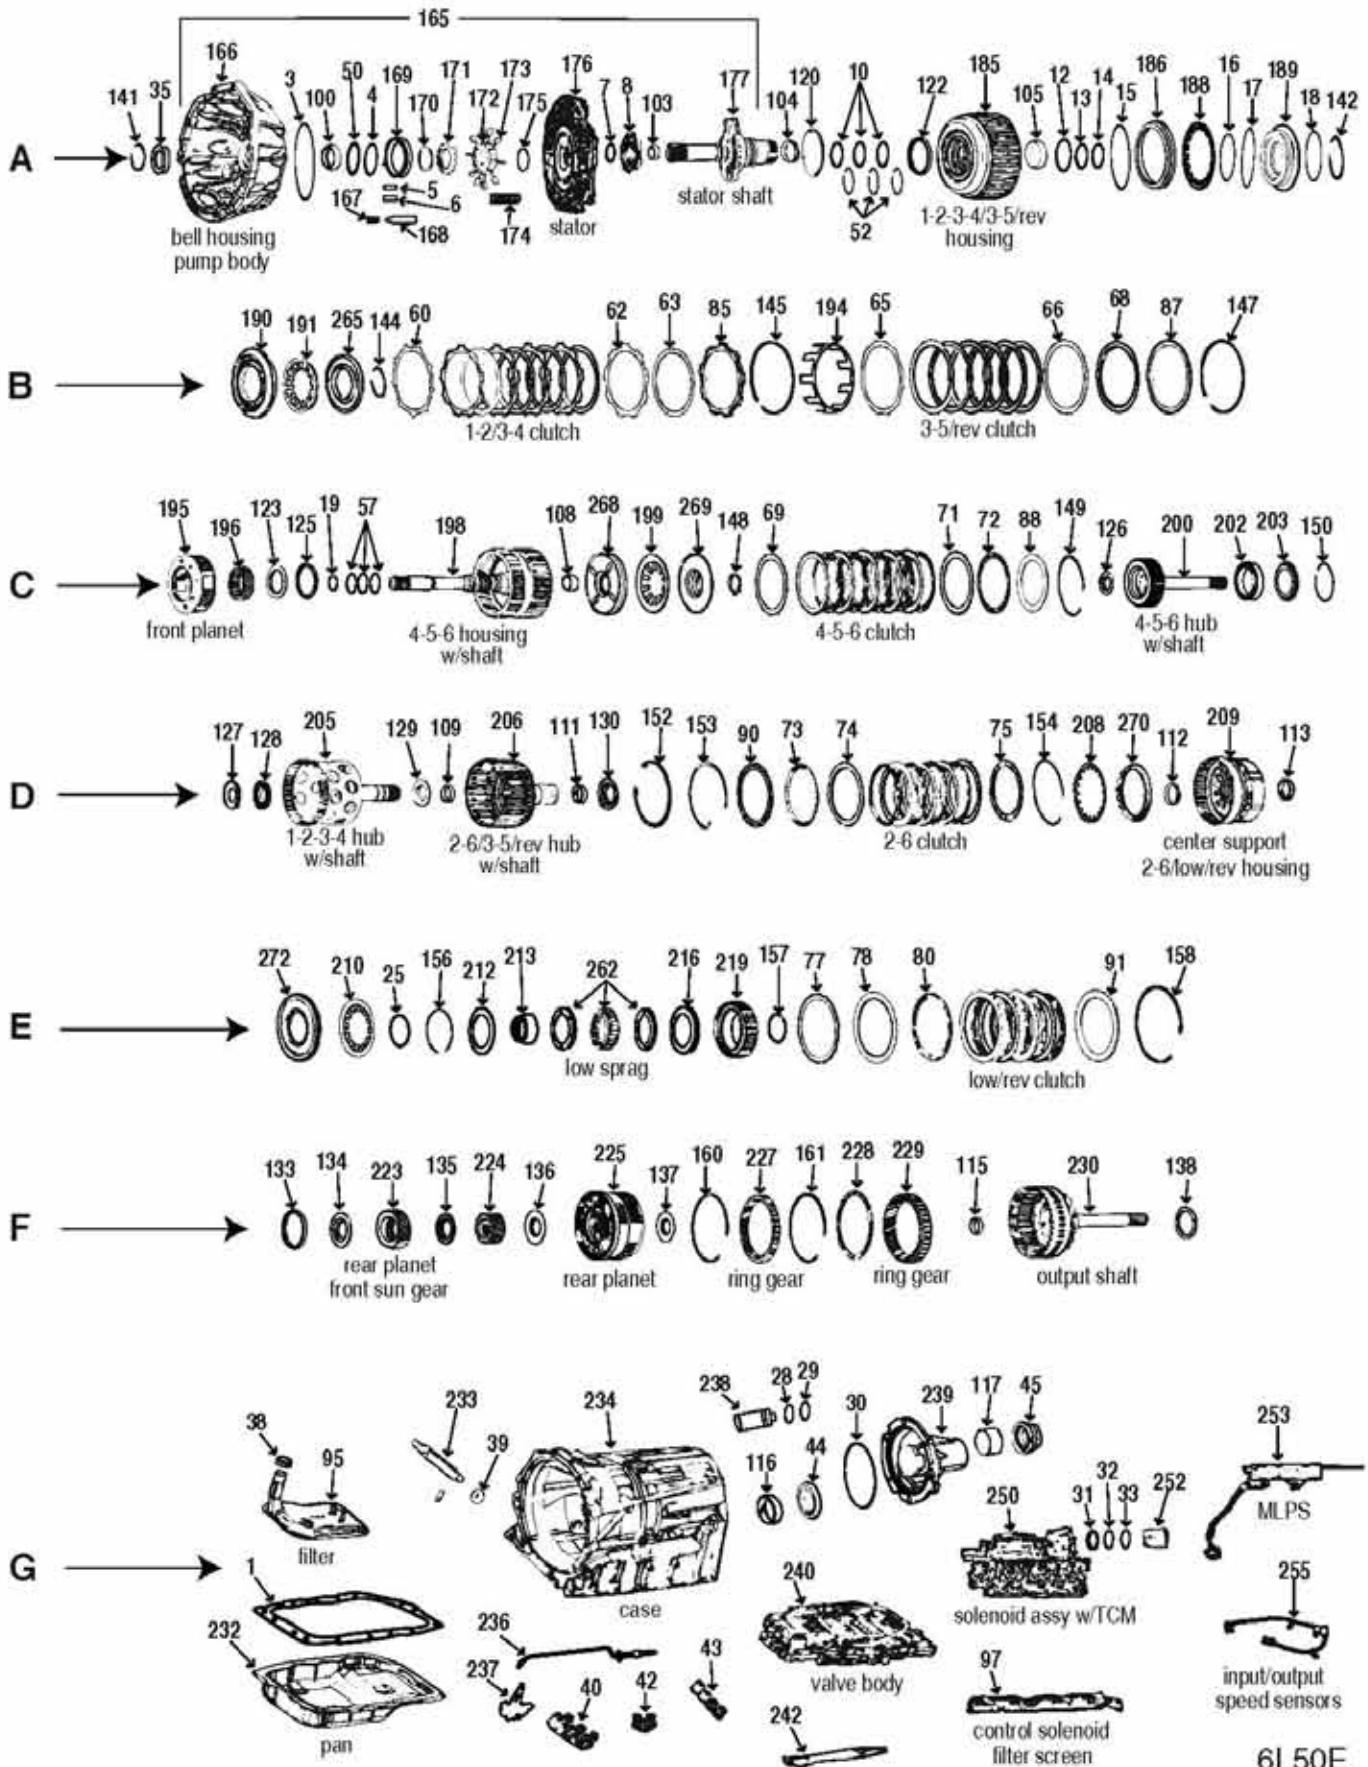 165
166 3 50 4 169 171 173 176 7 8 177 120 10 122 185 12 14 15 186 188 16 17 189 18 142
141 35 100 170 172 175 103 104 105 13
A
5
6
167 168 174 52
bell housing
pump body
stator
stator shaft
1-2-3-4/3-5/rev
housing
190 191 265 144 60 62 63 85 145 194 65 66 68 87 147
B
1-2/3-4 clutch
3-5/rev clutch
195 196 123 125 19 57 198 108 268 199 269 148 69 71 72 88 149 126 200 202 203 150
C
front planet
4-5-6 housing
w/shaft
4-5-6 clutch
4-5-6 hub
w/shaft
127 128 205 129 109 206 111 130 152 153 90 73 74 75 154 208 270 112 209 113
D
1-2-3-4 hub
w/shaft
2-6/3-5/rev hub
w/shaft
2-6 clutch
center support
2-6/low/rev housing
272 210 25 156 212 213 262 216 219 157 77 78 80 91 158
E
low sprag
low/rev clutch
133 134 223 135 224 136 225 137 160 227 161 228 229 115 230 138
F
rear planet
front sun gear
rear planet
ring gear
ring gear
output shaft
38 95 233 39 234 238 28 29 30 239 117 45
116 44 250 31 32 33 252 253
G
filter
MLPS
1
232
case
240
solenoid assy w/TCM
255
236
237 40 42 43
valve body
97
input/output
speed sensors
pan
242
control solenoid
filter screen
6L50E